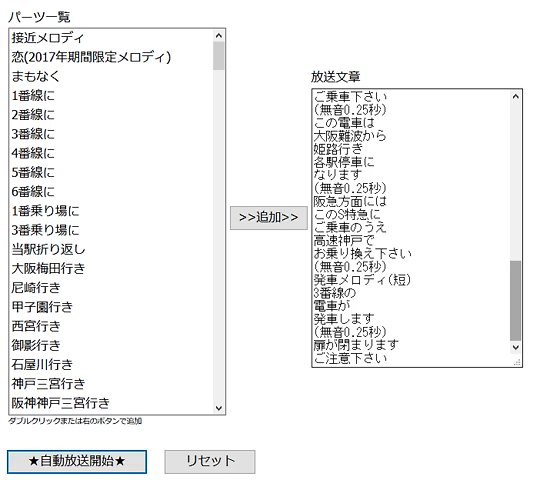 パーツ一覧
接近メロディ
恋(2017年期間限定メロディ)
まもなく
1番線に
2番線に
3番線に
4番線に
5番線に
6番線に
1番乗り場に
3番乗り場に
当駅折り返し
大阪梅田行き
尼崎行き
甲子園行き
西宮行き
御影行き
石屋川行き
神戸三宮行き
阪神神戸三宮行き
ダブルクリックまたは右のボタンで追加
>>追加>>
放送文章
ご乗車下さい
(無音0.25秒)
この電車は
大阪難波から
姫路行き
各駅停車に
なります
(無音0.25秒)
阪急方面には
このS特急に
ご乗車のうえ
高速神戸で
お乗り換え下さい
(無音0.25秒)
発車メロディ(短)
3番線の
電車が
発車します
(無音0.25秒)
扉が閉まります
ご注意下さい
★自動放送開始★
リセット